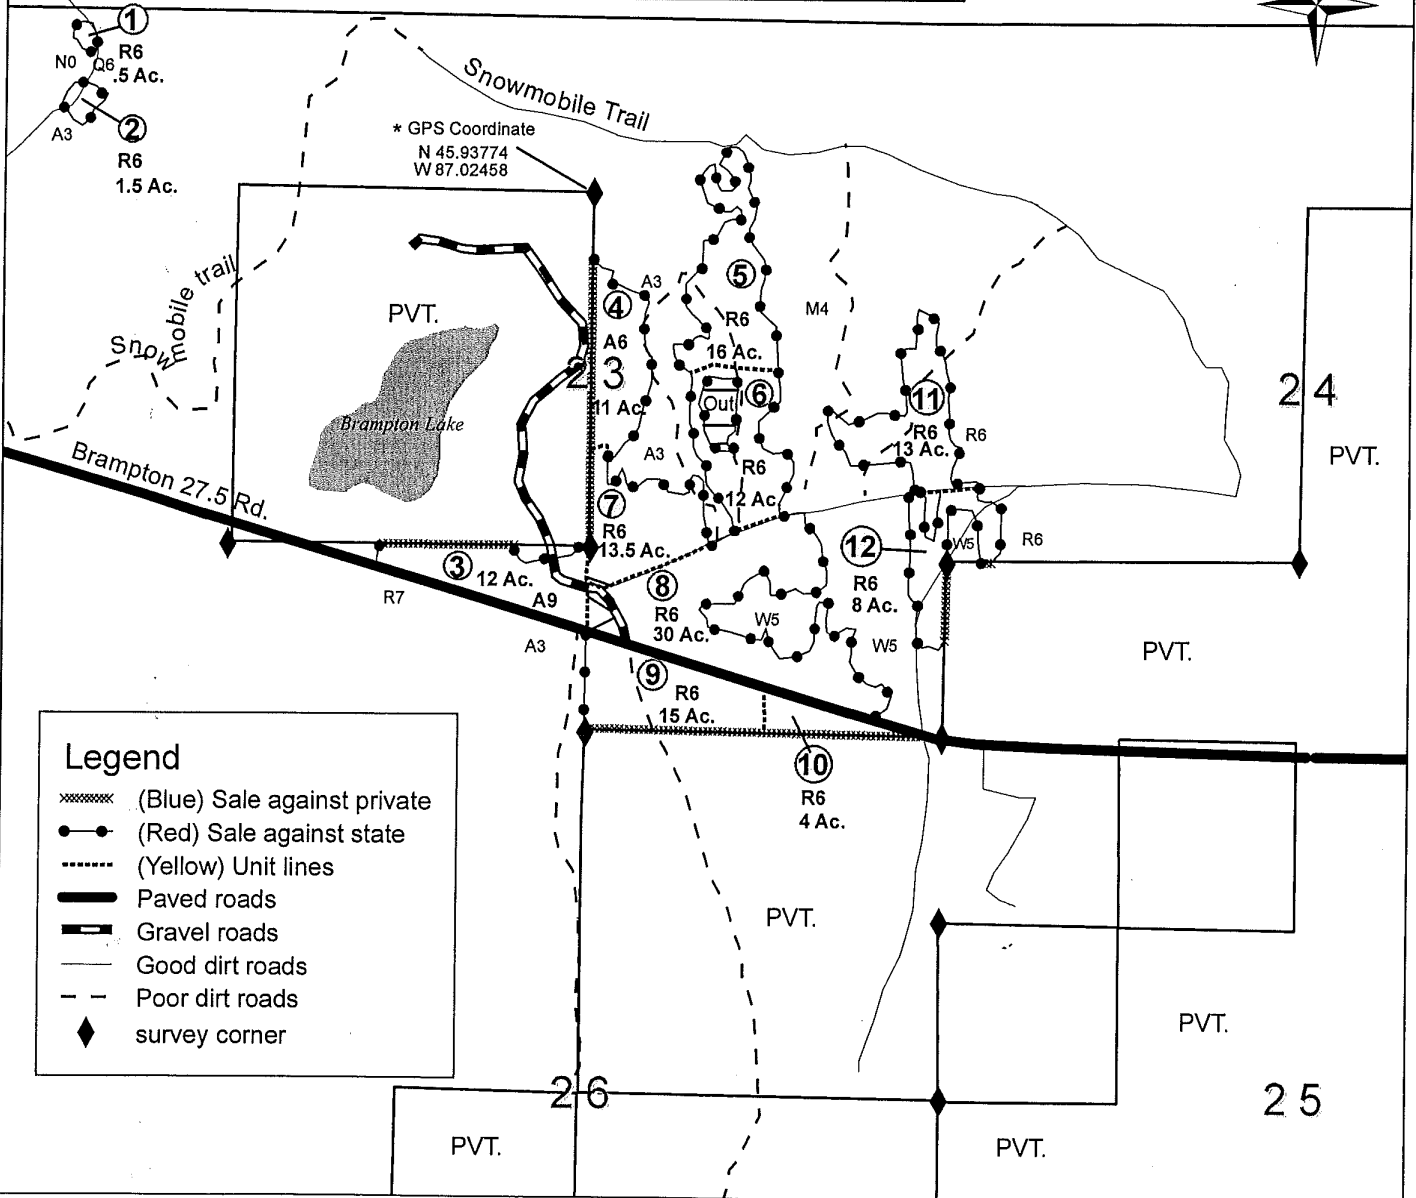 1
R6
.5 Ac.
N0 Q6
2
A3
R6
1.5 Ac.
Snowmobile Trail
* GPS Coordinate
N 45.93774
W 87.02458
Snowmobile trail
PVT.
Brampton Lake
Brampton 27.5 Rd.
4
A3
A6
23
11 Ac.
A3
5
R6
16 Ac.
M4
6
Out
R6
12 Ac.
7
R6
13.5 Ac.
11
R6
13 Ac.
R6
24
PVT.
3
12 Ac.
A9
R7
A3
8
R6
30 Ac.
W5
12
R6
8 Ac.
W5
R6
W5
PVT.
9
R6
15 Ac.
10
R6
4 Ac.
Legend
(Blue) Sale against private
(Red) Sale against state
(Yellow) Unit lines
Paved roads
Gravel roads
Good dirt roads
Poor dirt roads
survey corner
PVT.
PVT.
26
25
PVT.
PVT.